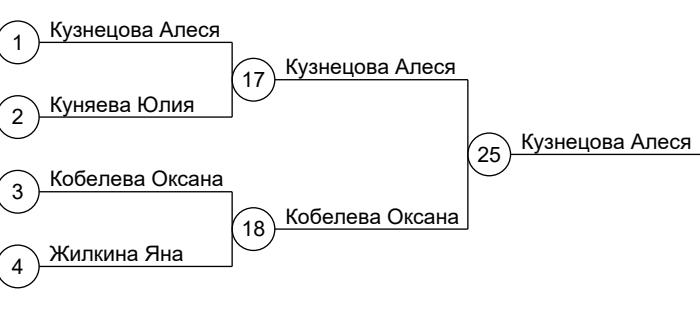 1 Кузнецова Алеся
2 Куняева Юлия
17 Кузнецова Алеся
3 Кобелева Оксана
4 Жилкина Яна
18 Кобелева Оксана
25 Кузнецова Алеся